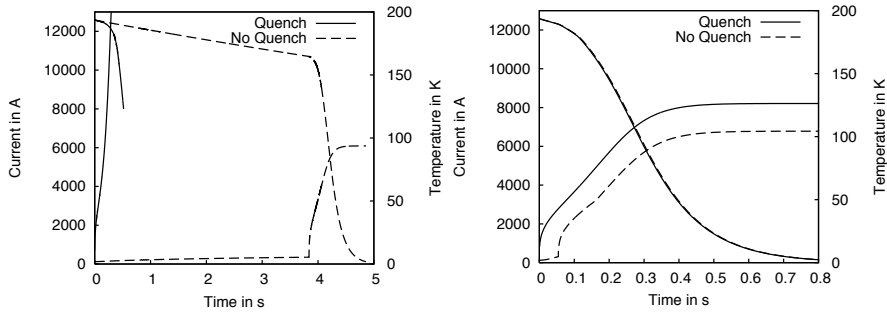 Quench
No Quench
Current in A
12000
10000
8000
6000
4000
2000
0
Temperature in K
200
150
100
50
0
0 1 2 3 4 5
Time in s
Quench
No Quench
Current in A
12000
10000
8000
6000
4000
2000
0
Temperature in K
200
150
100
50
0
0 0.1 0.2 0.3 0.4 0.5 0.6 0.7 0.8
Time in s